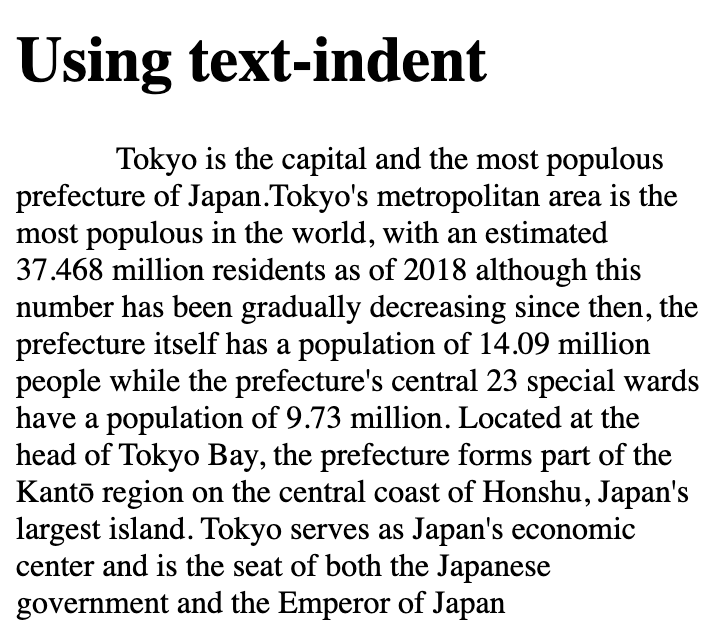 Using text-indent
Tokyo is the capital and the most populous
prefecture of Japan.Tokyo's metropolitan area is the
most populous in the world, with an estimated
37.468 million residents as of 2018 although this
number has been gradually decreasing since then, the
prefecture itself has a population of 14.09 million
people while the prefecture's central 23 special wards
have a population of 9.73 million. Located at the
head of Tokyo Bay, the prefecture forms part of the
Kantō region on the central coast of Honshu, Japan's
largest island. Tokyo serves as Japan's economic
center and is the seat of both the Japanese
government and the Emperor of Japan